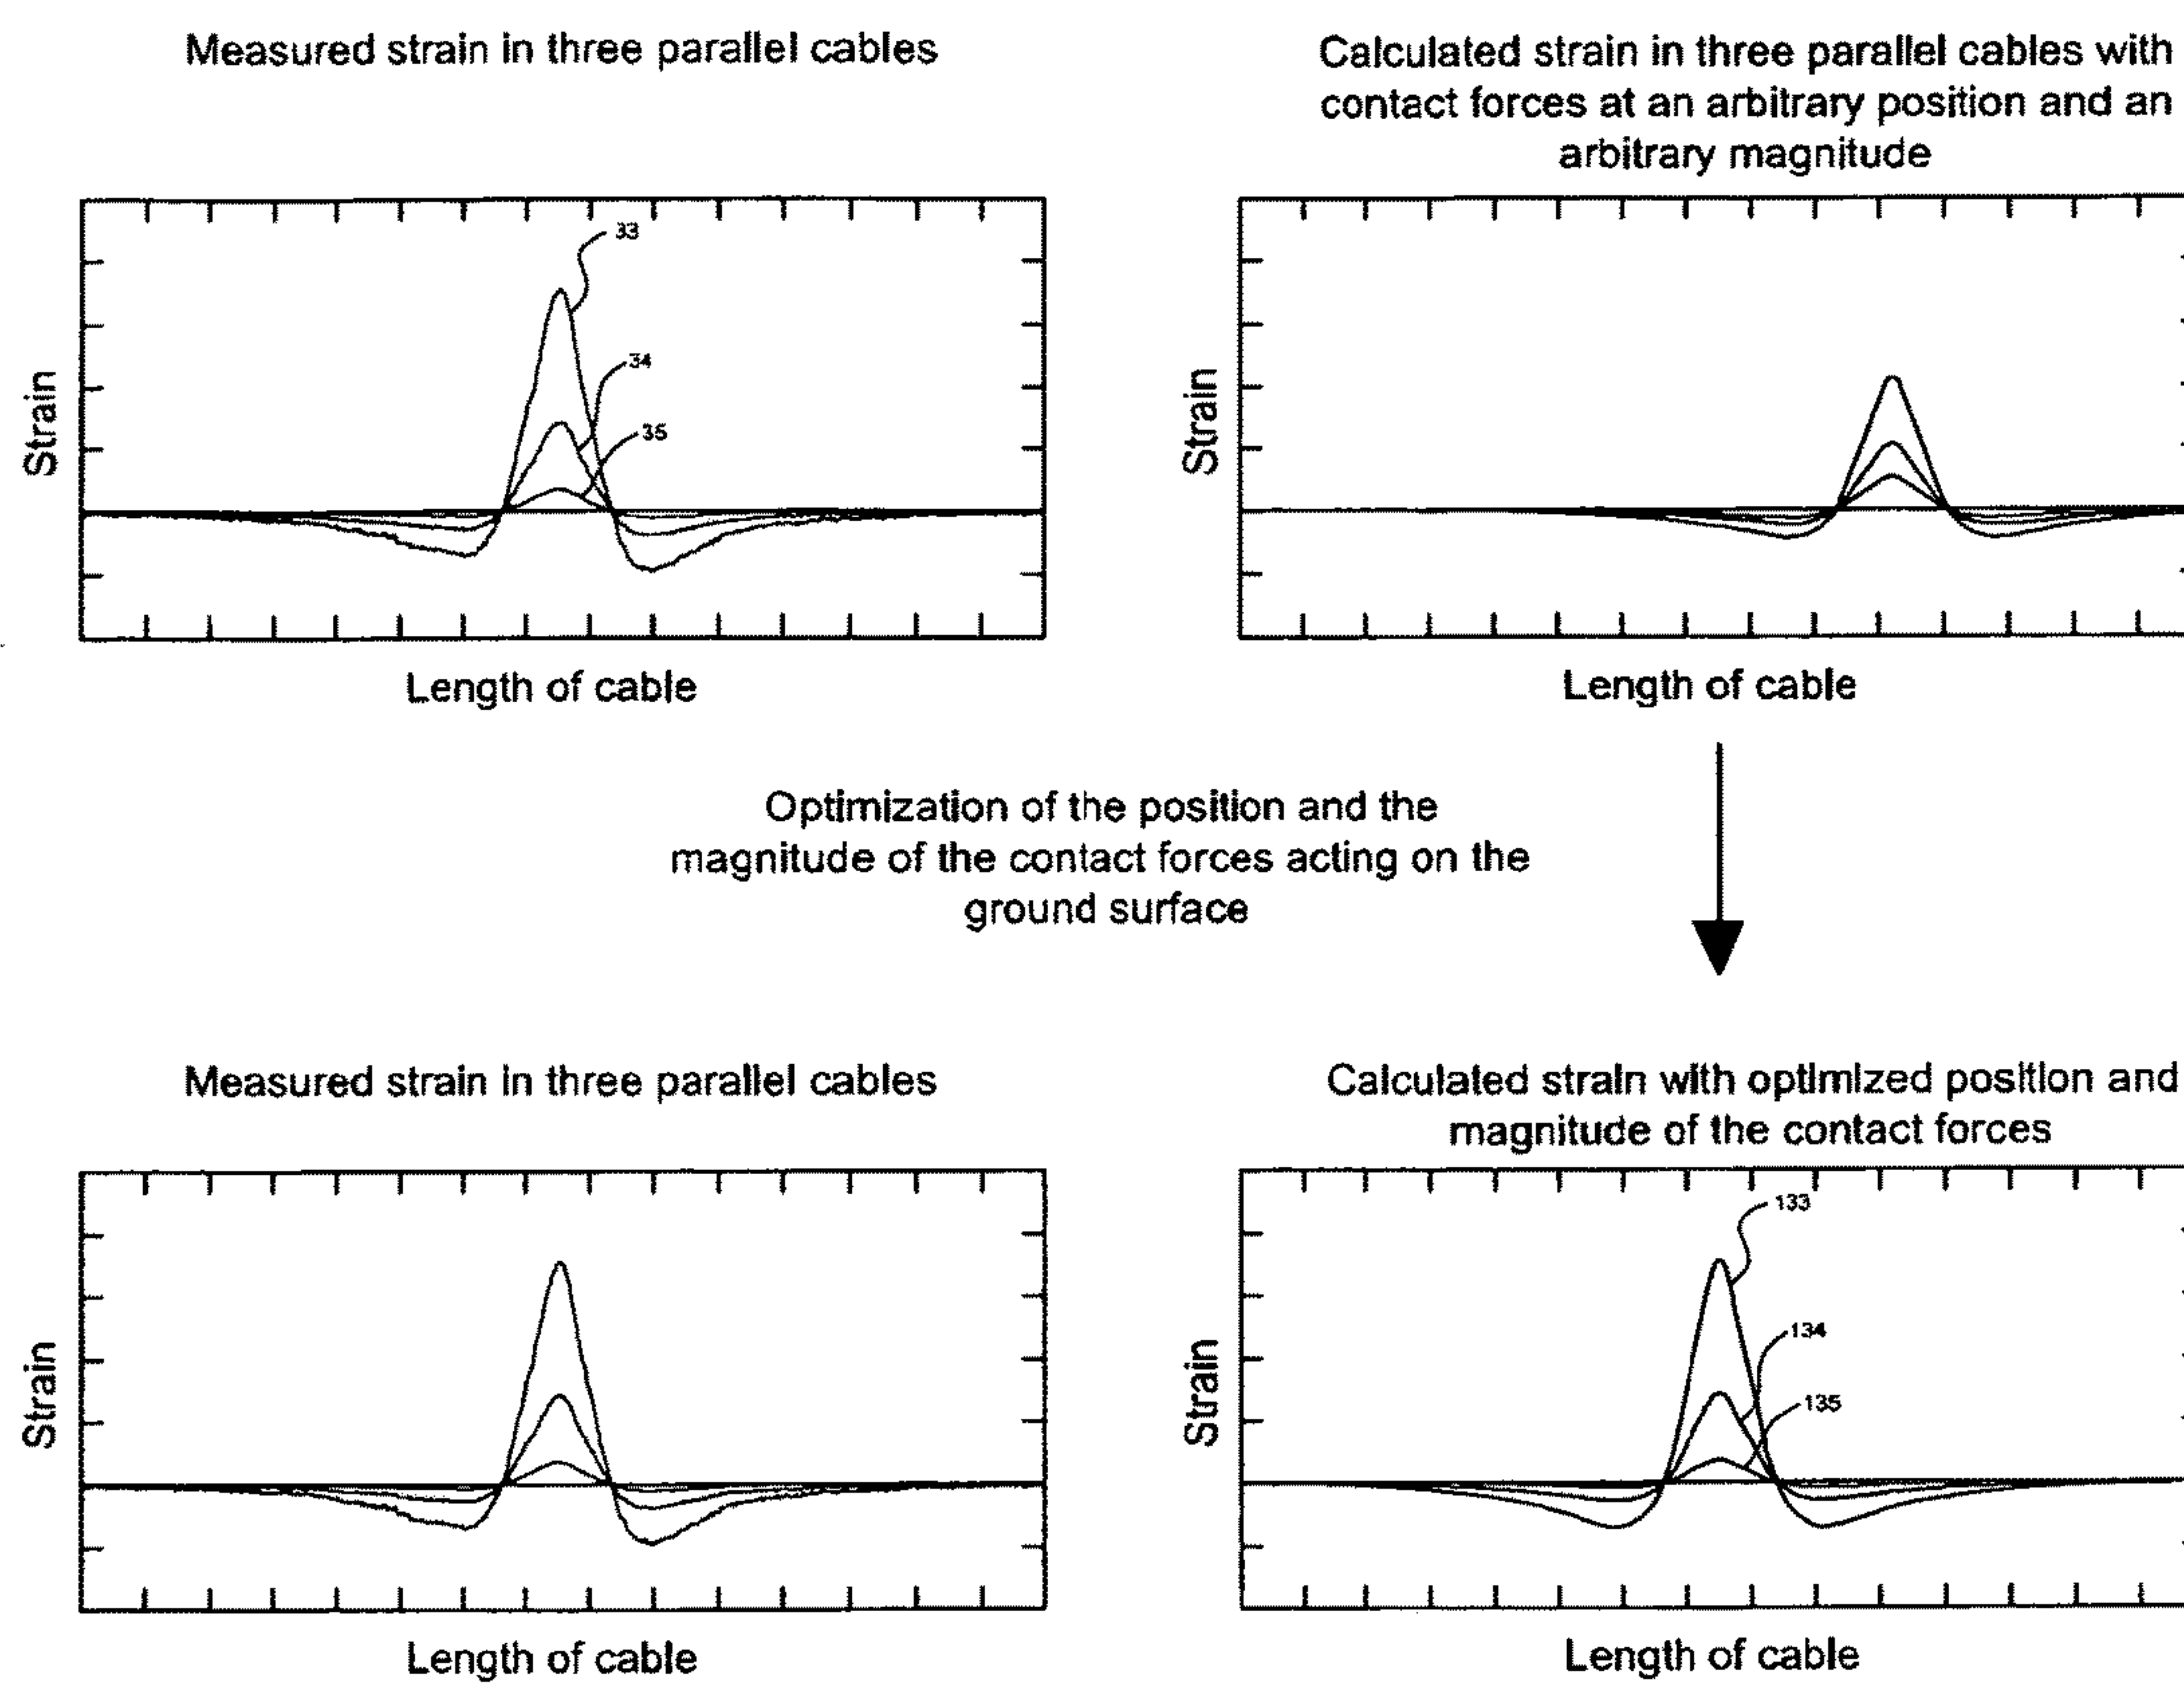 Measured strain in three parallel cables
Calculated strain in three parallel cables with
contact forces at an arbitrary position and an
arbitrary magnitude
33
34
35
Strain
Length of cable
Strain
Length of cable
Optimization of the position and the
magnitude of the contact forces acting on the
ground surface
Measured strain in three parallel cables
Calculated strain with optimized position and
magnitude of the contact forces
Strain
Length of cable
133
134
135
Strain
Length of cable